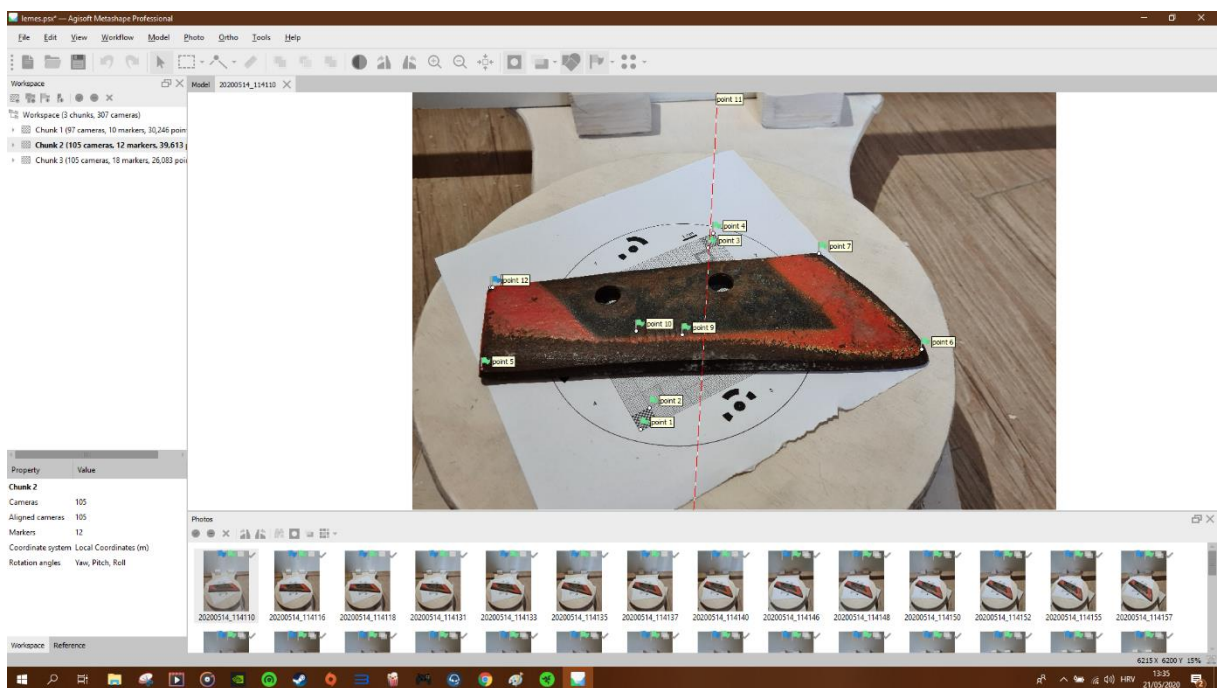 lemes.psx* — Agisoft Metashape Professional
File Edit View Workflow Model Photo Ortho Tools Help
Workspace
Model 20200514_114110
Workspace (3 chunks, 307 cameras)
Chunk 1 (97 cameras, 10 markers, 30,246 poin
Chunk 2 (105 cameras, 12 markers, 39,613 p
Chunk 3 (105 cameras, 18 markers, 26,083 poi
point 11
point 4
point 3
point 7
point 12
point 10
point 9
point 6
point 5
point 2
point 1
Property Value
Chunk 2
Cameras 105
Aligned cameras 105
Markers 12
Coordinate system Local Coordinates (m)
Rotation angles Yaw, Pitch, Roll
Photos
20200514_114110 20200514_114116 20200514_114118 20200514_114131 20200514_114133 20200514_114135 20200514_114137 20200514_114140 20200514_114146 20200514_114148 20200514_114150 20200514_114152 20200514_114155 20200514_114157
Workspace Reference
6215 X 6200 Y 15%
HRV
13:35
21/05/2020